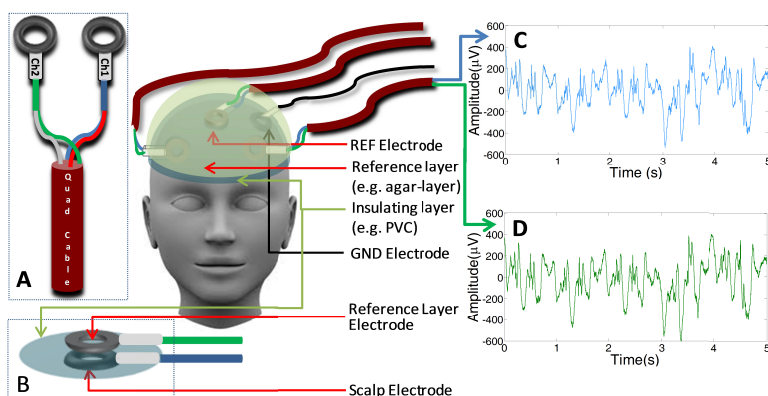 A
Ch2
Ch1
Quad Cable
B
REF Electrode
Reference layer
(e.g. agar-layer)
Insulating layer
(e.g. PVC)
GND Electrode
Reference Layer
Electrode
Scalp Electrode
C
Amplitude(µV)
600
400
200
0
-200
-400
-600
0
1
2
3
4
5
Time (s)
D
Amplitude(µV)
600
400
200
0
-200
-400
-600
0
1
2
3
4
5
Time(s)